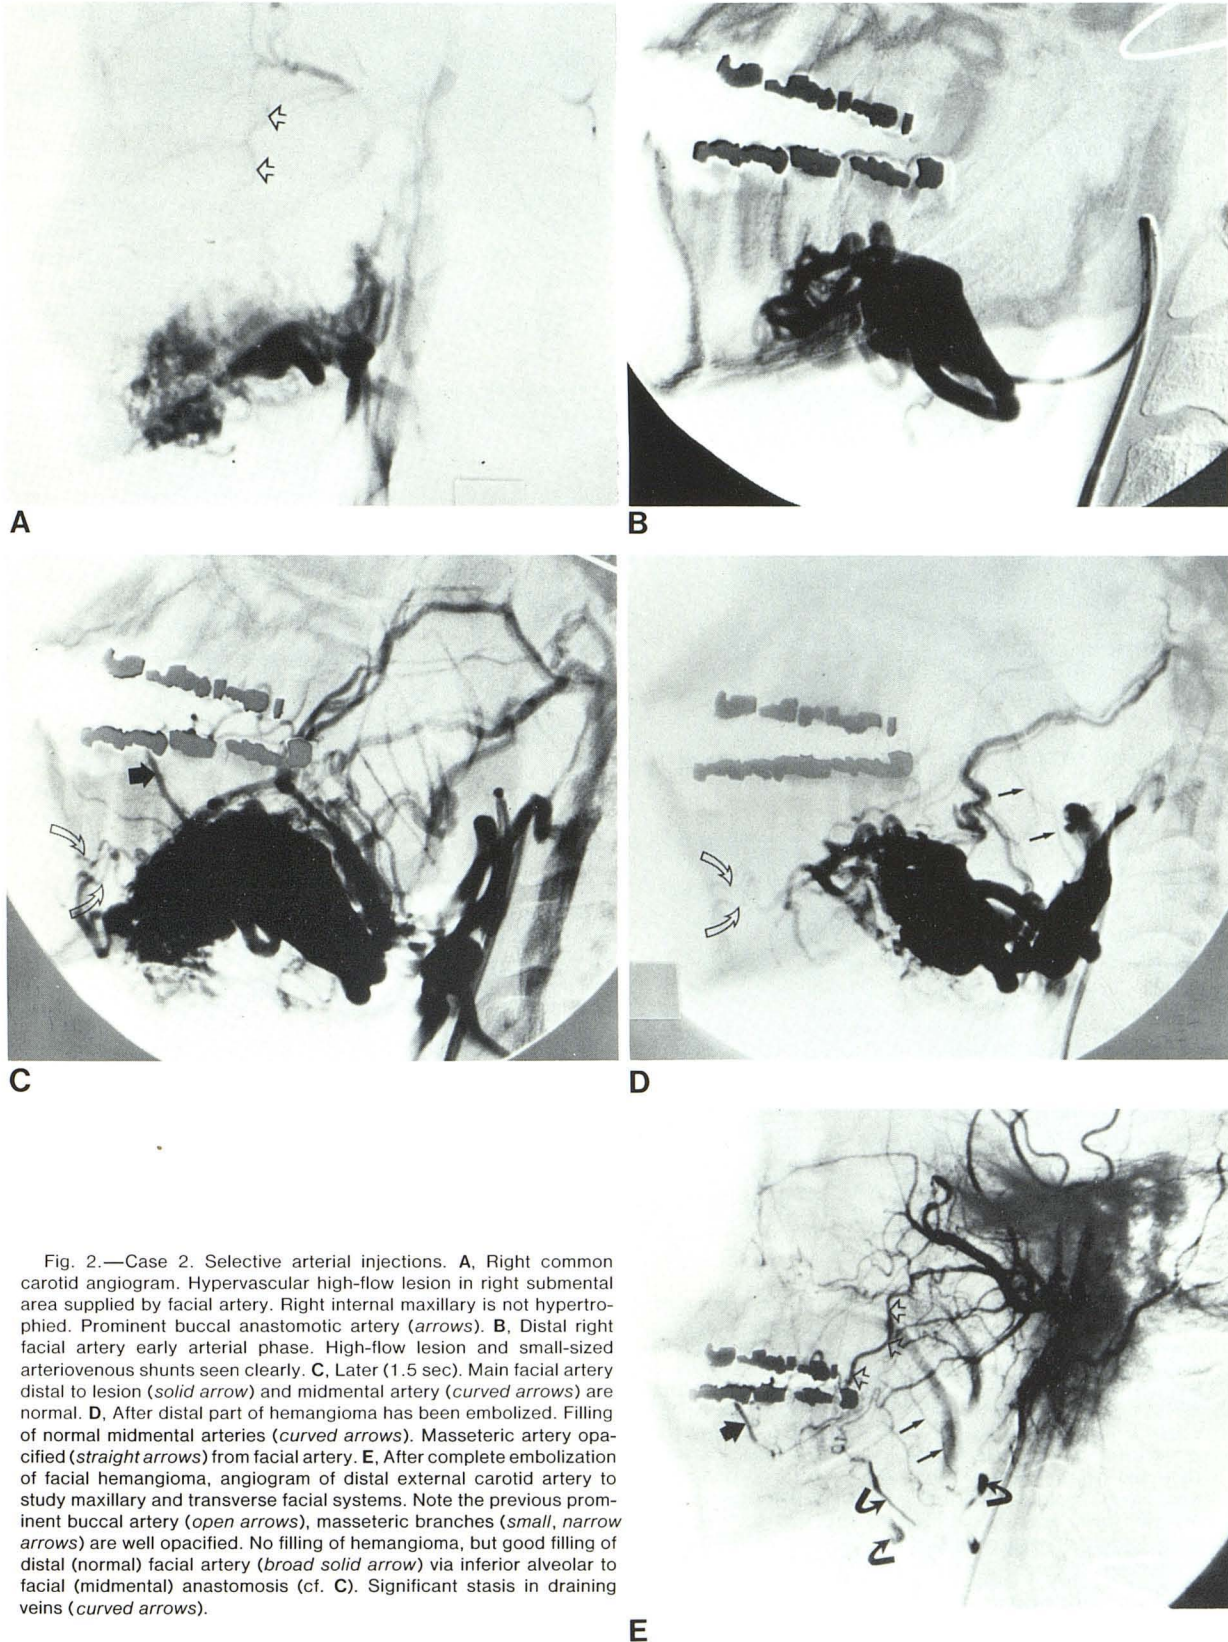 A
B
C
D
Fig. 2.—Case 2. Selective arterial injections. A, Right common
carotid angiogram. Hypervascular high-flow lesion in right submental
area supplied by facial artery. Right internal maxillary is not hypertro-
phied. Prominent buccal anastomotic artery (arrows). B, Distal right
facial artery early arterial phase. High-flow lesion and small-sized
arteriovenous shunts seen clearly. C, Later (1.5 sec). Main facial artery
distal to lesion (solid arrow) and midmental artery (curved arrows) are
normal. D, After distal part of hemangioma has been embolized. Filling
of normal midmental arteries (curved arrows). Masseteric artery opa-
cified (straight arrows) from facial artery. E, After complete embolization
of facial hemangioma, angiogram of distal external carotid artery to
study maxillary and transverse facial systems. Note the previous prom-
inent buccal artery (open arrows), masseteric branches (small, narrow
arrows) are well opacified. No filling of hemangioma, but good filling of
distal (normal) facial artery (broad solid arrow) via inferior alveolar to
facial (midmental) anastomosis (cf. C). Significant stasis in draining
veins (curved arrows).
E